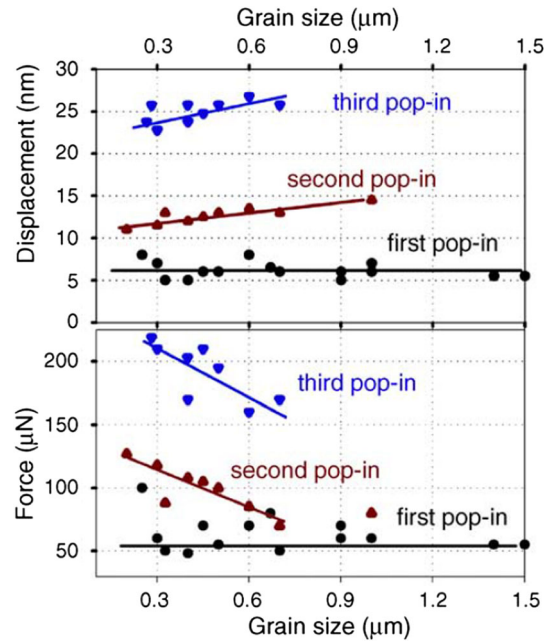 Grain size (μm)
0.3 0.6 0.9 1.2 1.5
Displacement (nm)
30
25
20
15
10
5
0
third pop-in
second pop-in
first pop-in
Force (μN)
200
150
100
50
third pop-in
second pop-in
first pop-in
0.3 0.6 0.9 1.2 1.5
Grain size (μm)